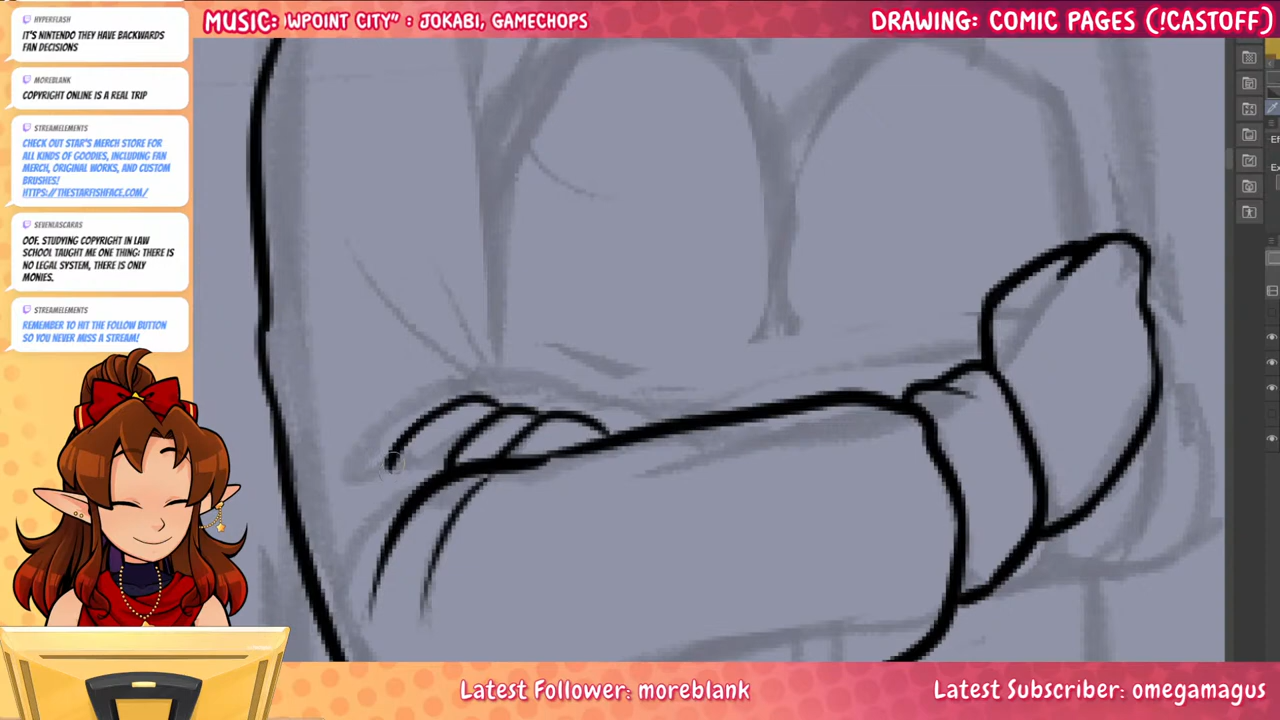 MUSIC: OWPOINT CITY" : JOKABI, GAMECHOPS
DRAWING: COMIC PAGES (!CASTOFF)
HYPERFLASH
IT'S NINTENDO THEY HAVE BACKWARDS
FAN DECISIONS
MOREBLANK
COPYRIGHT ONLINE IS A REAL TRIP
STREAMELEMENTS
CHECK OUT STAR'S MERCH STORE FOR
ALL KINDS OF GOODIES, INCLUDING FAN
MERCH, ORIGINAL WORKS, AND CUSTOM
BRUSHES!
HTTPS://THESTARFISHFACE.COM/
SEVENLASCARAS
OOF. STUDYING COPYRIGHT IN LAW
SCHOOL TAUGHT ME ONE THING: THERE IS
NO LEGAL SYSTEM, THERE IS ONLY
MONIES.
STREAMELEMENTS
REMEMBER TO HIT THE FOLLOW BUTTON
SO YOU NEVER MISS A STREAM!
Latest Follower: moreblank
Latest Subscriber: omegamagus